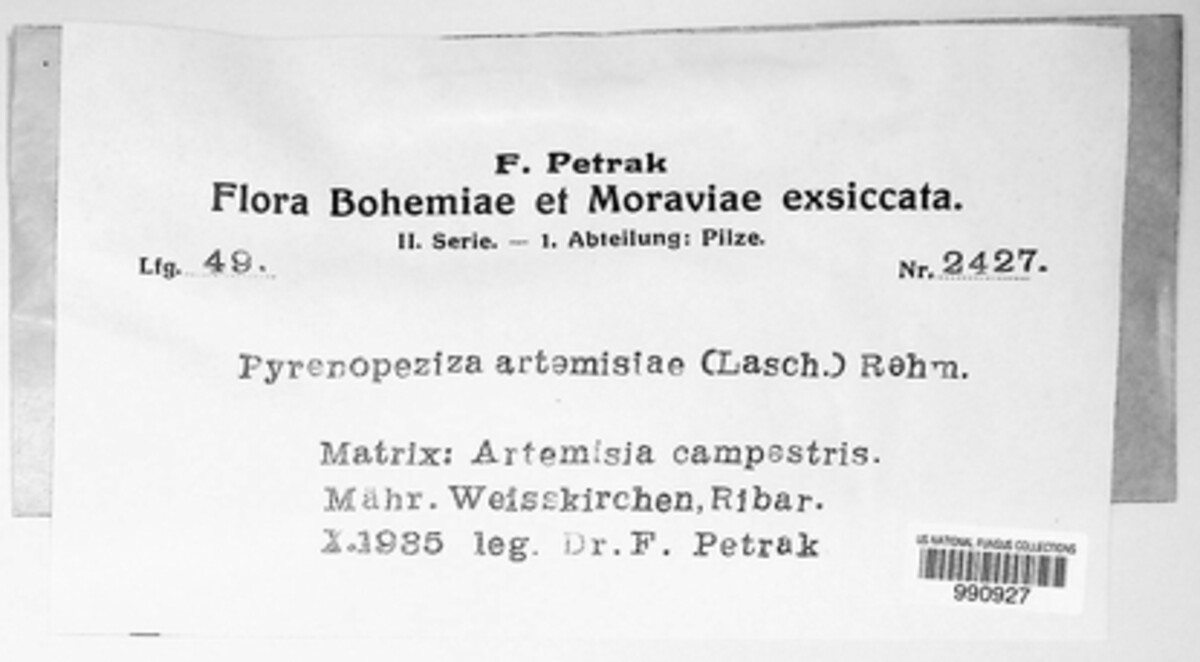 F. Petrak
Flora Bohemiae et Moraviae exsiccata.
II. Serie. — 1. Abteilung: Pilze.
Lfg. 49.
Nr. 2427.
Pyrenopeziza artemisiae (Lasch.) Rehm.
Matrix: Artemisia campestris.
Mähr. Weisskirchen, Ribar.
X.1935 leg. Dr. F. Petrak
US NATIONAL FUNGUS COLLECTIONS
990927